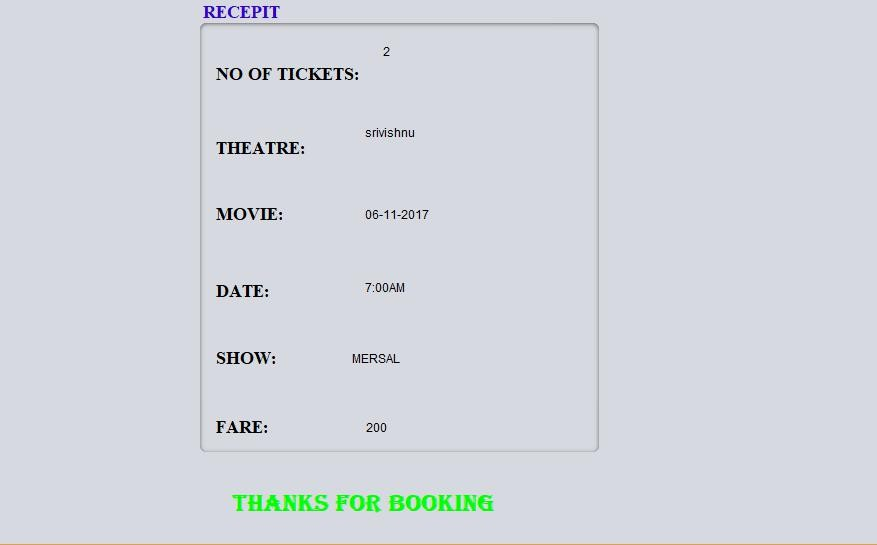 RECEPIT
2
NO OF TICKETS:
srivishnu
THEATRE:
MOVIE: 06-11-2017
DATE: 7:00AM
SHOW: MERSAL
FARE: 200
THANKS FOR BOOKING